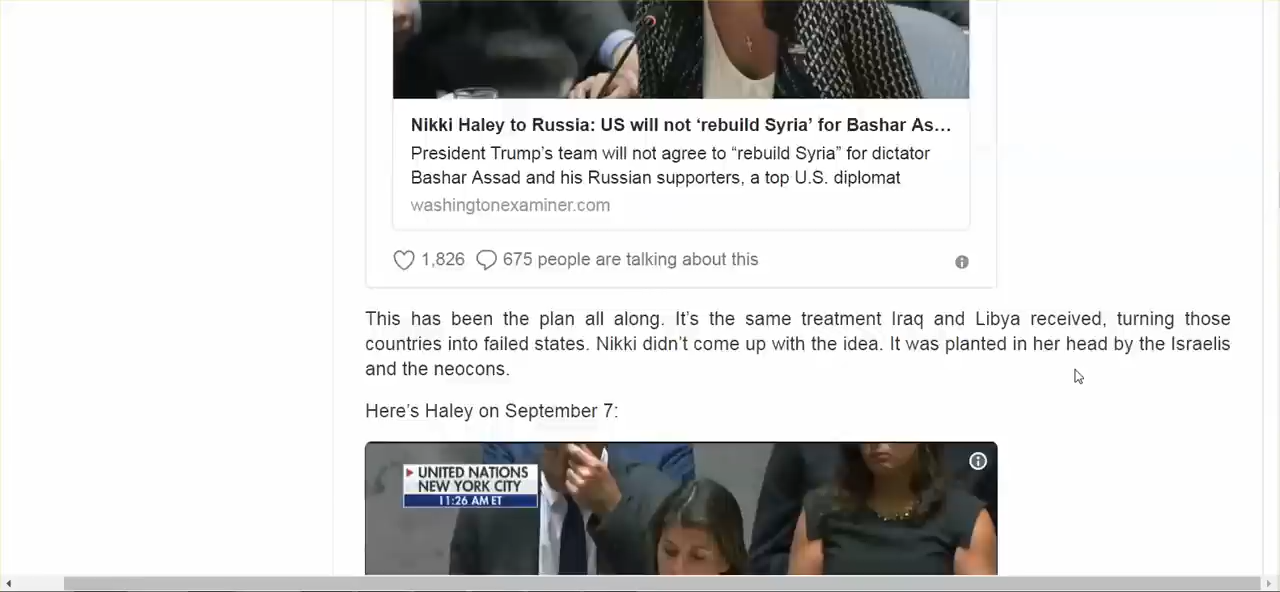 Nikki Haley to Russia: US will not ‘rebuild Syria’ for Bashar As...
President Trump’s team will not agree to “rebuild Syria” for dictator
Bashar Assad and his Russian supporters, a top U.S. diplomat
washingtonexaminer.com
1,826 675 people are talking about this
This has been the plan all along. It’s the same treatment Iraq and Libya received, turning those
countries into failed states. Nikki didn’t come up with the idea. It was planted in her head by the Israelis
and the neocons.
Here’s Haley on September 7:
UNITED NATIONS
NEW YORK CITY
11:26 AM ET